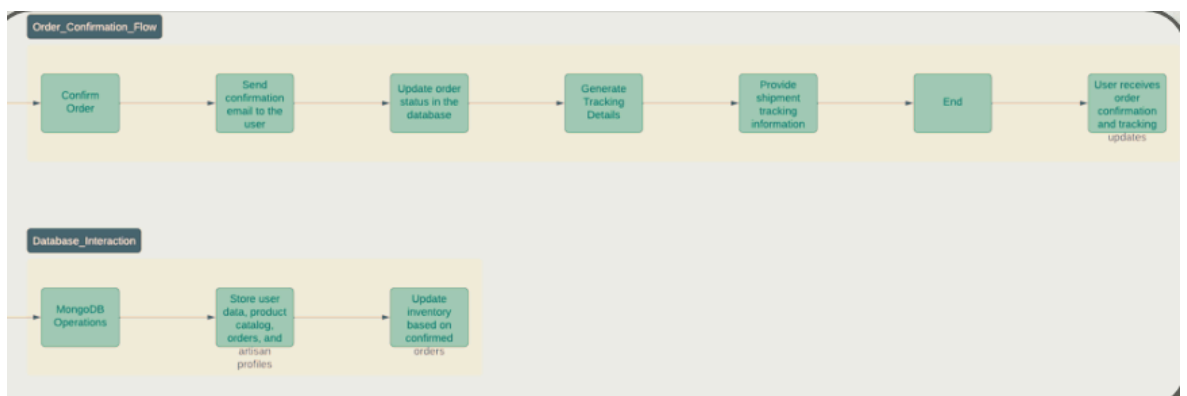 Order_Confirmation_Flow
Confirm
Order
Send
confirmation
email to the
user
Update order
status in the
database
Generate
Tracking
Details
Provide
shipment
tracking
information
End
User receives
order
confirmation
and tracking
updates
Database_Interaction
MongoDB
Operations
Store user
data, product
catalog,
orders, and
artisan
profiles
Update
inventory
based on
confirmed
orders